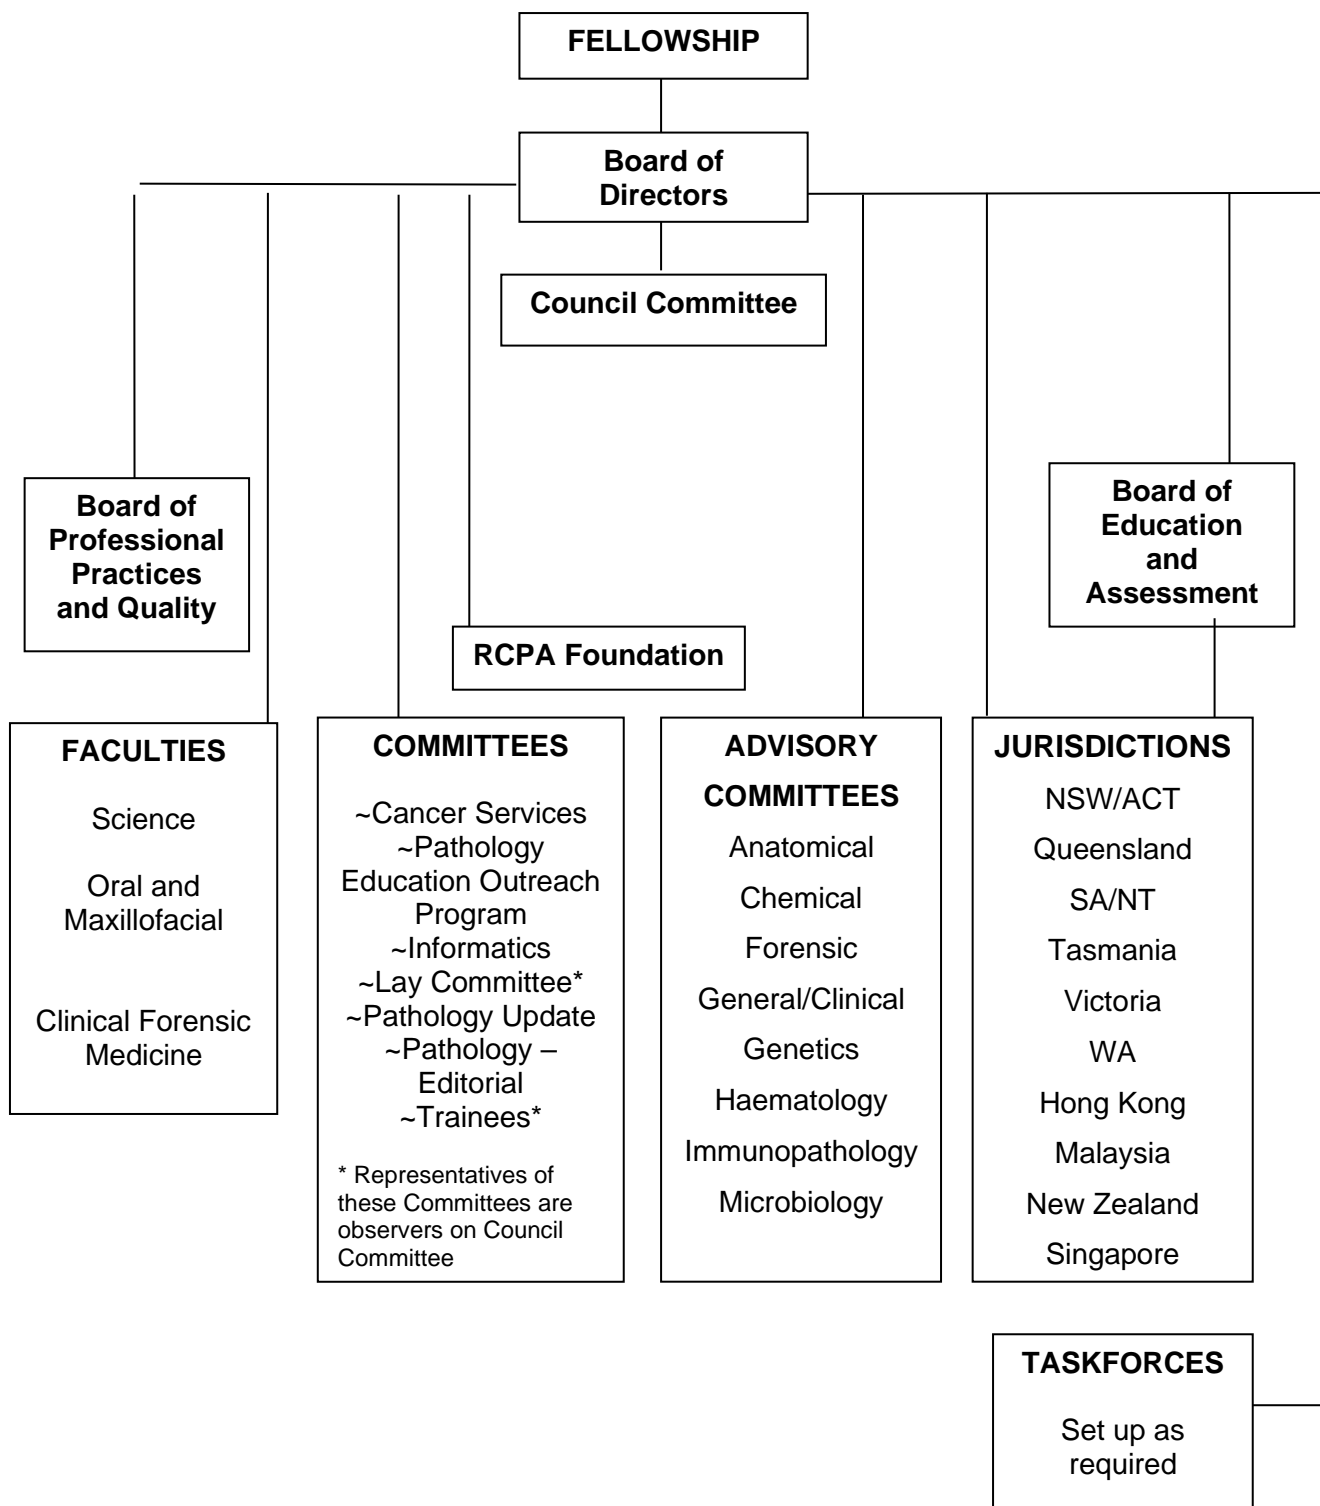 FELLOWSHIP
Board of
Directors
Council Committee
Board of
Professional
Practices
and Quality
Board of
Education
and
Assessment
RCPA Foundation
FACULTIES
Science
Oral and
Maxillofacial
Clinical Forensic
Medicine
COMMITTEES
~Cancer Services
~Pathology
Education Outreach
Program
~Informatics
~Lay Committee*
~Pathology Update
~Pathology –
Editorial
~Trainees*
* Representatives of
these Committees are
observers on Council
Committee
ADVISORY
COMMITTEES
Anatomical
Chemical
Forensic
General/Clinical
Genetics
Haematology
Immunopathology
Microbiology
JURISDICTIONS
NSW/ACT
Queensland
SA/NT
Tasmania
Victoria
WA
Hong Kong
Malaysia
New Zealand
Singapore
TASKFORCES
Set up as
required